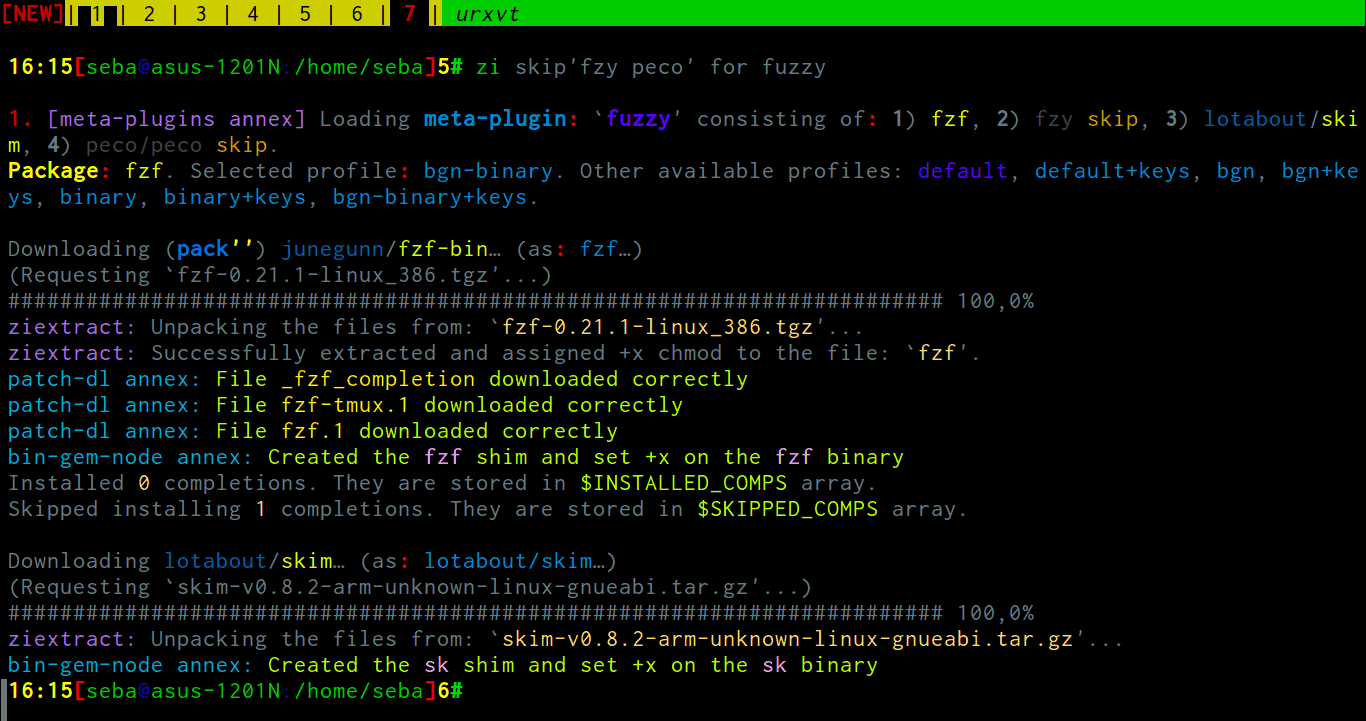 [NEW]| 1 | 2 | 3 | 4 | 5 | 6 | 7 | urxvt
16:15[seba@asus-1201N:/home/seba]5# zi skip'fzy peco' for fuzzy
1. [meta-plugins annex] Loading meta-plugin: `fuzzy' consisting of: 1) fzf, 2) fzy skip, 3) lotabout/ski
m, 4) peco/peco skip.
Package: fzf. Selected profile: bgn-binary. Other available profiles: default, default+keys, bgn, bgn+ke
ys, binary, binary+keys, bgn-binary+keys.
Downloading (pack'') junegunn/fzf-bin… (as: fzf…)
(Requesting `fzf-0.21.1-linux_386.tgz'...)
######################################################################## 100,0%
ziextract: Unpacking the files from: `fzf-0.21.1-linux_386.tgz'...
ziextract: Successfully extracted and assigned +x chmod to the file: `fzf'.
patch-dl annex: File _fzf_completion downloaded correctly
patch-dl annex: File fzf-tmux.1 downloaded correctly
patch-dl annex: File fzf.1 downloaded correctly
bin-gem-node annex: Created the fzf shim and set +x on the fzf binary
Installed 0 completions. They are stored in $INSTALLED_COMPS array.
Skipped installing 1 completions. They are stored in $SKIPPED_COMPS array.
Downloading lotabout/skim… (as: lotabout/skim…)
(Requesting `skim-v0.8.2-arm-unknown-linux-gnueabi.tar.gz'...)
######################################################################## 100,0%
ziextract: Unpacking the files from: `skim-v0.8.2-arm-unknown-linux-gnueabi.tar.gz'...
bin-gem-node annex: Created the sk shim and set +x on the sk binary
16:15[seba@asus-1201N:/home/seba]6#